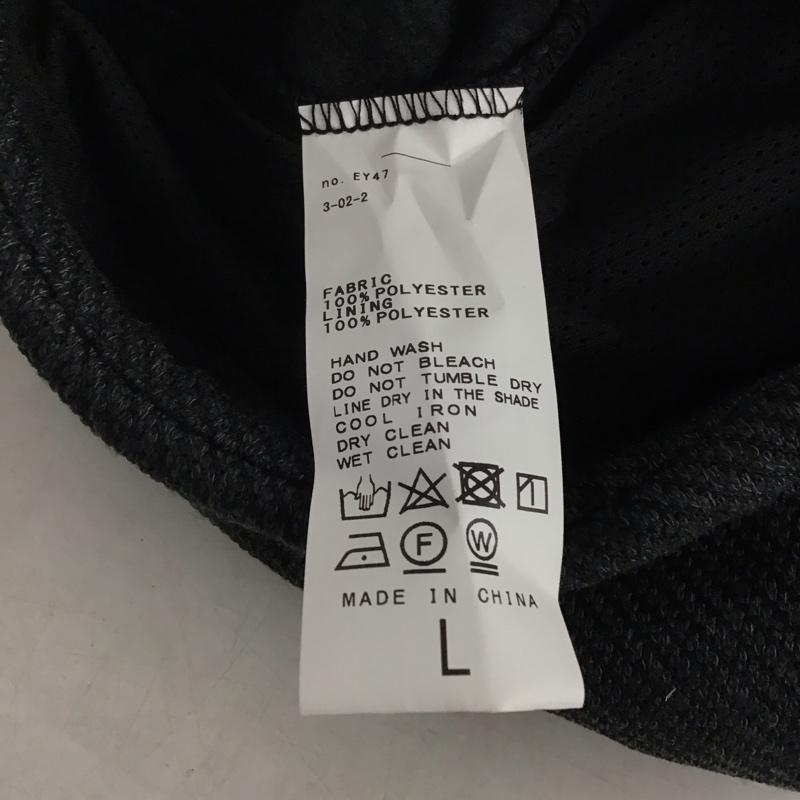 no. EY47
3-02-2
FABRIC
100% POLYESTER
LINING
100% POLYESTER
HAND WASH
DO NOT BLEACH
DO NOT TUMBLE DRY
LINE DRY IN THE SHADE
COOL IRON
DRY CLEAN
WET CLEAN
F W
MADE IN CHINA
L